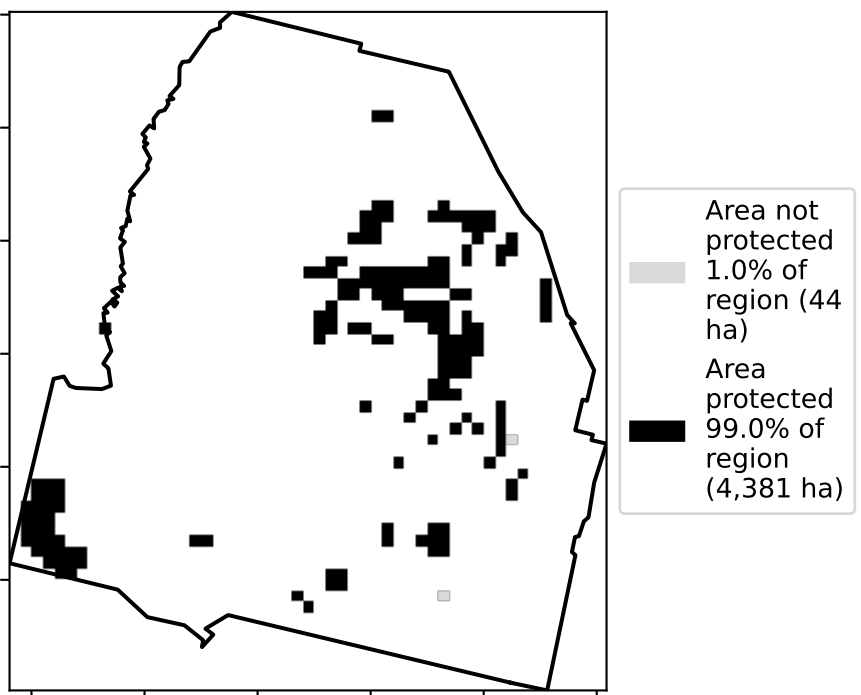 Area not
protected
1.0% of
region (44
ha)
Area
protected
99.0% of
region
(4,381 ha)